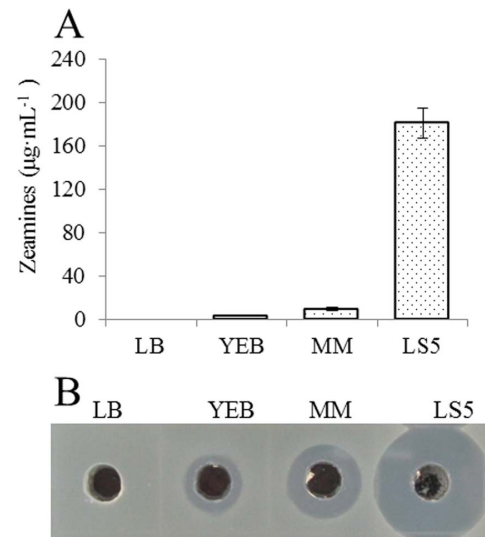 A
Zeamines (µg·mL⁻¹ )
240
200
160
120
80
40
0
LB YEB MM LS5
B
LB YEB MM LS5